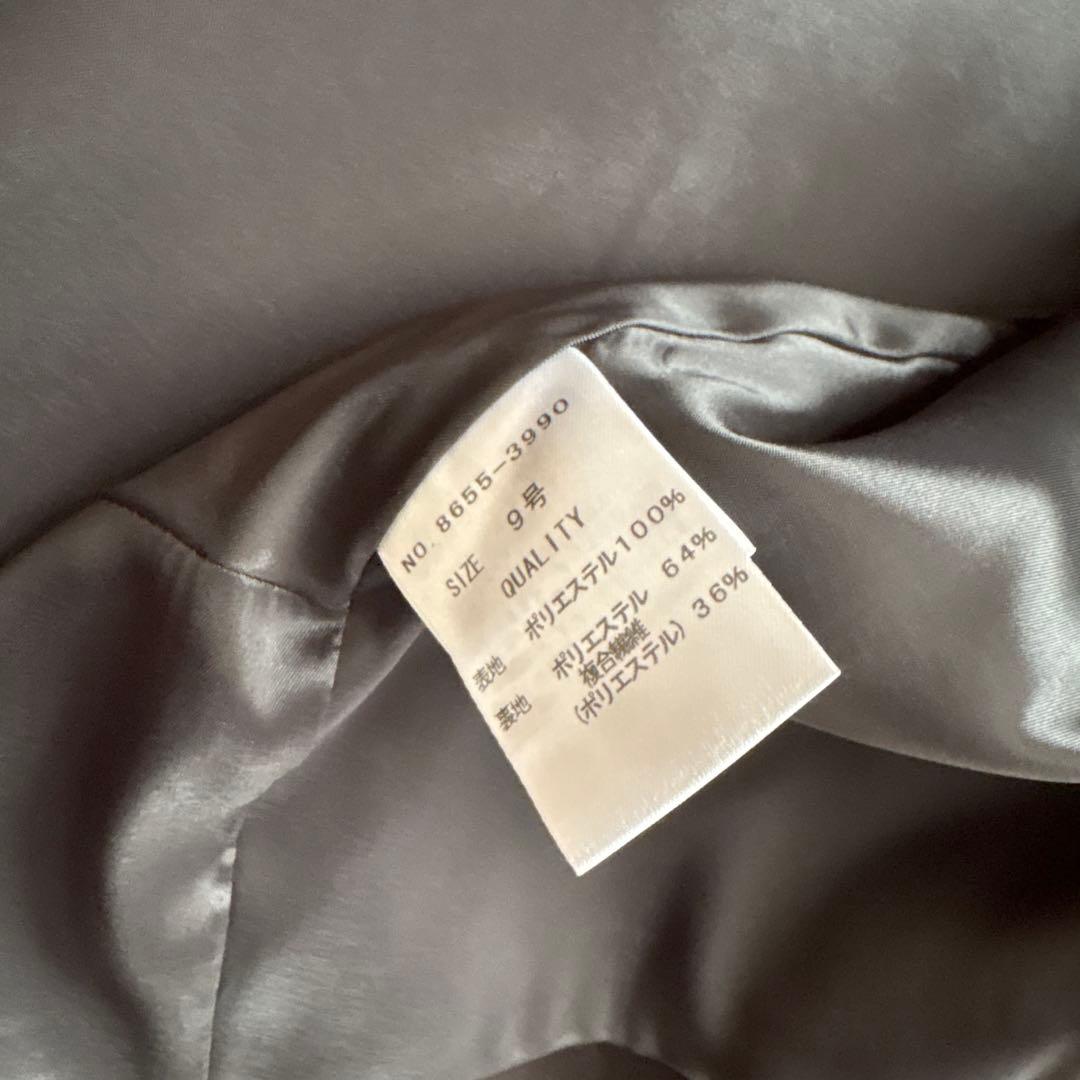 NO. 8655-3990
SIZE 9号
QUALITY
表地 ポリエステル100%
裏地 ポリエステル 64%
複合繊維
(ポリエステル) 36%